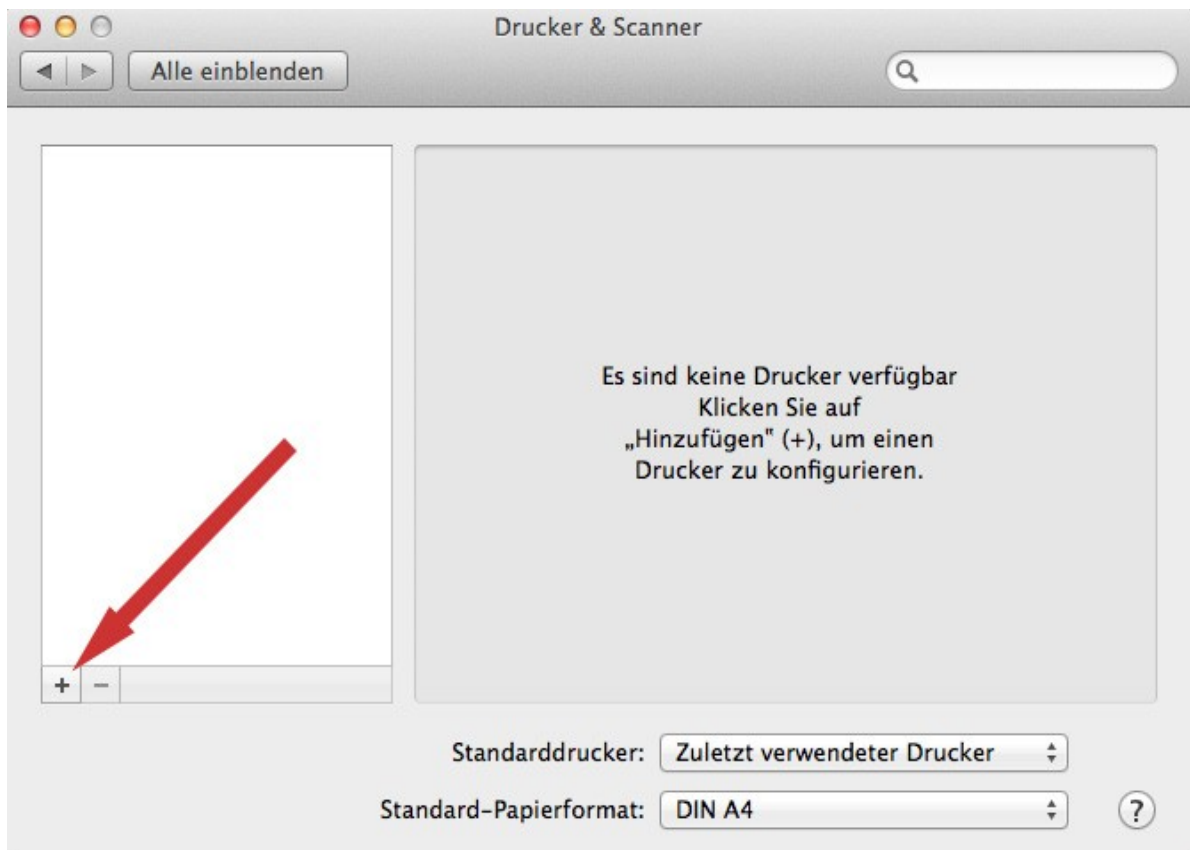 Drucker & Scanner
Alle einblenden
Es sind keine Drucker verfügbar
Klicken Sie auf
„Hinzufügen" (+), um einen
Drucker zu konfigurieren.
+ −
Standarddrucker: Zuletzt verwendeter Drucker
Standard-Papierformat: DIN A4 ?